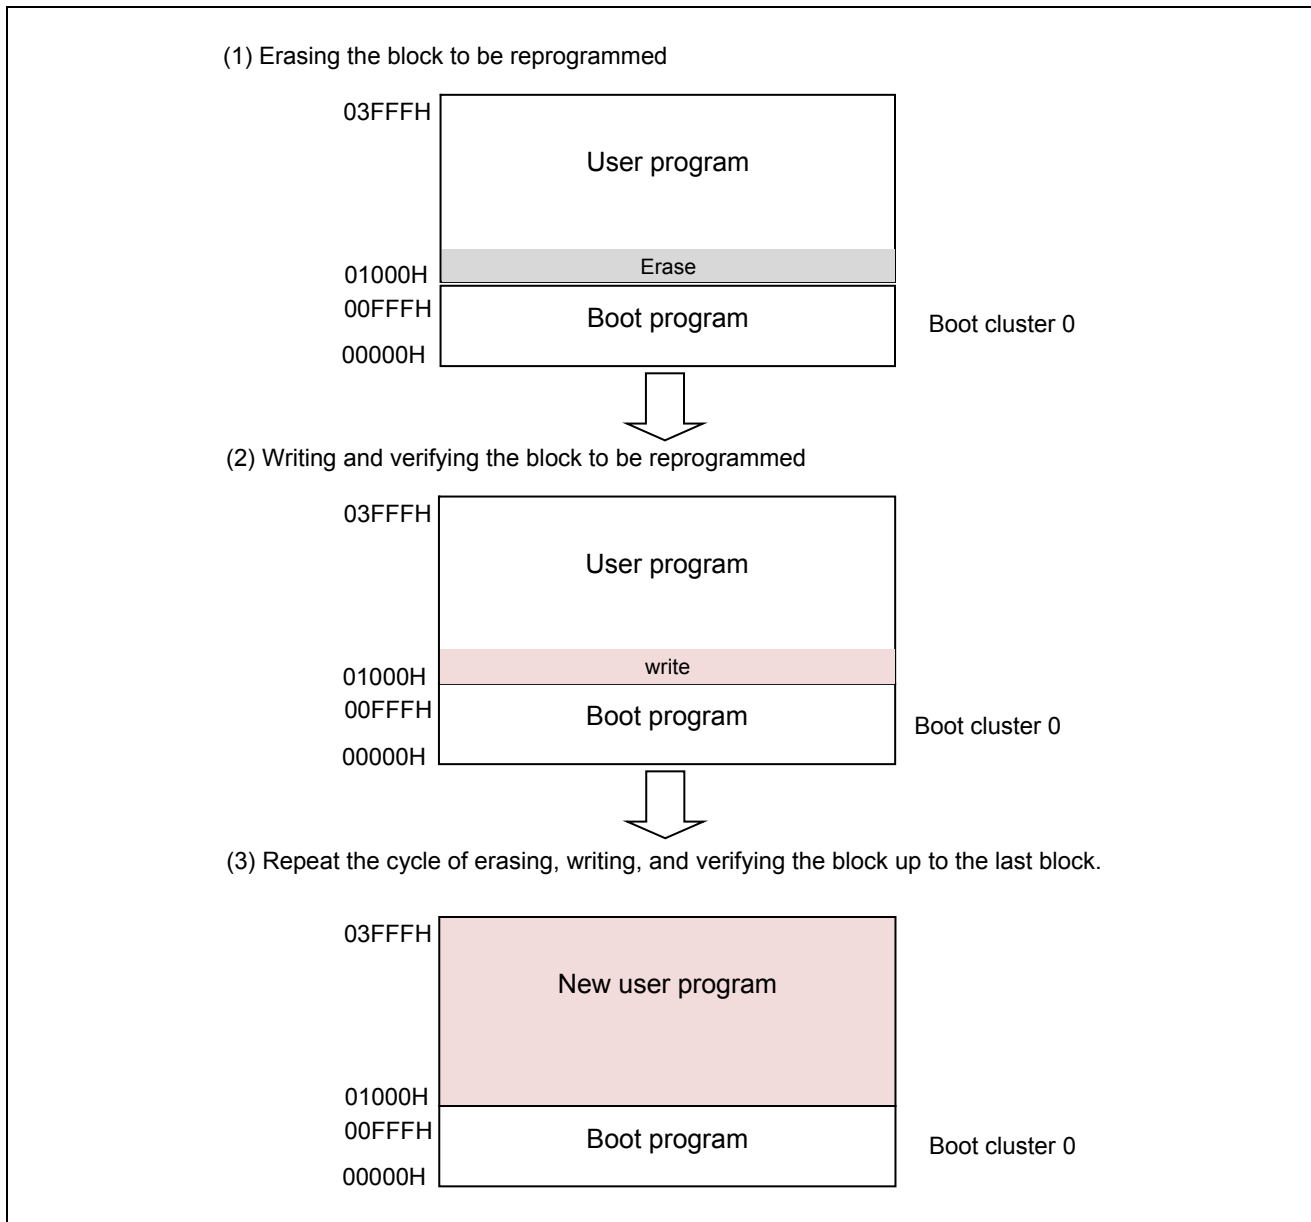 (1) Erasing the block to be reprogrammed
03FFFH
User program
Erase
01000H
00FFFH
Boot program
Boot cluster 0
00000H
(2) Writing and verifying the block to be reprogrammed
03FFFH
User program
write
01000H
00FFFH
Boot program
Boot cluster 0
00000H
(3) Repeat the cycle of erasing, writing, and verifying the block up to the last block.
03FFFH
New user program
01000H
00FFFH
Boot program
Boot cluster 0
00000H